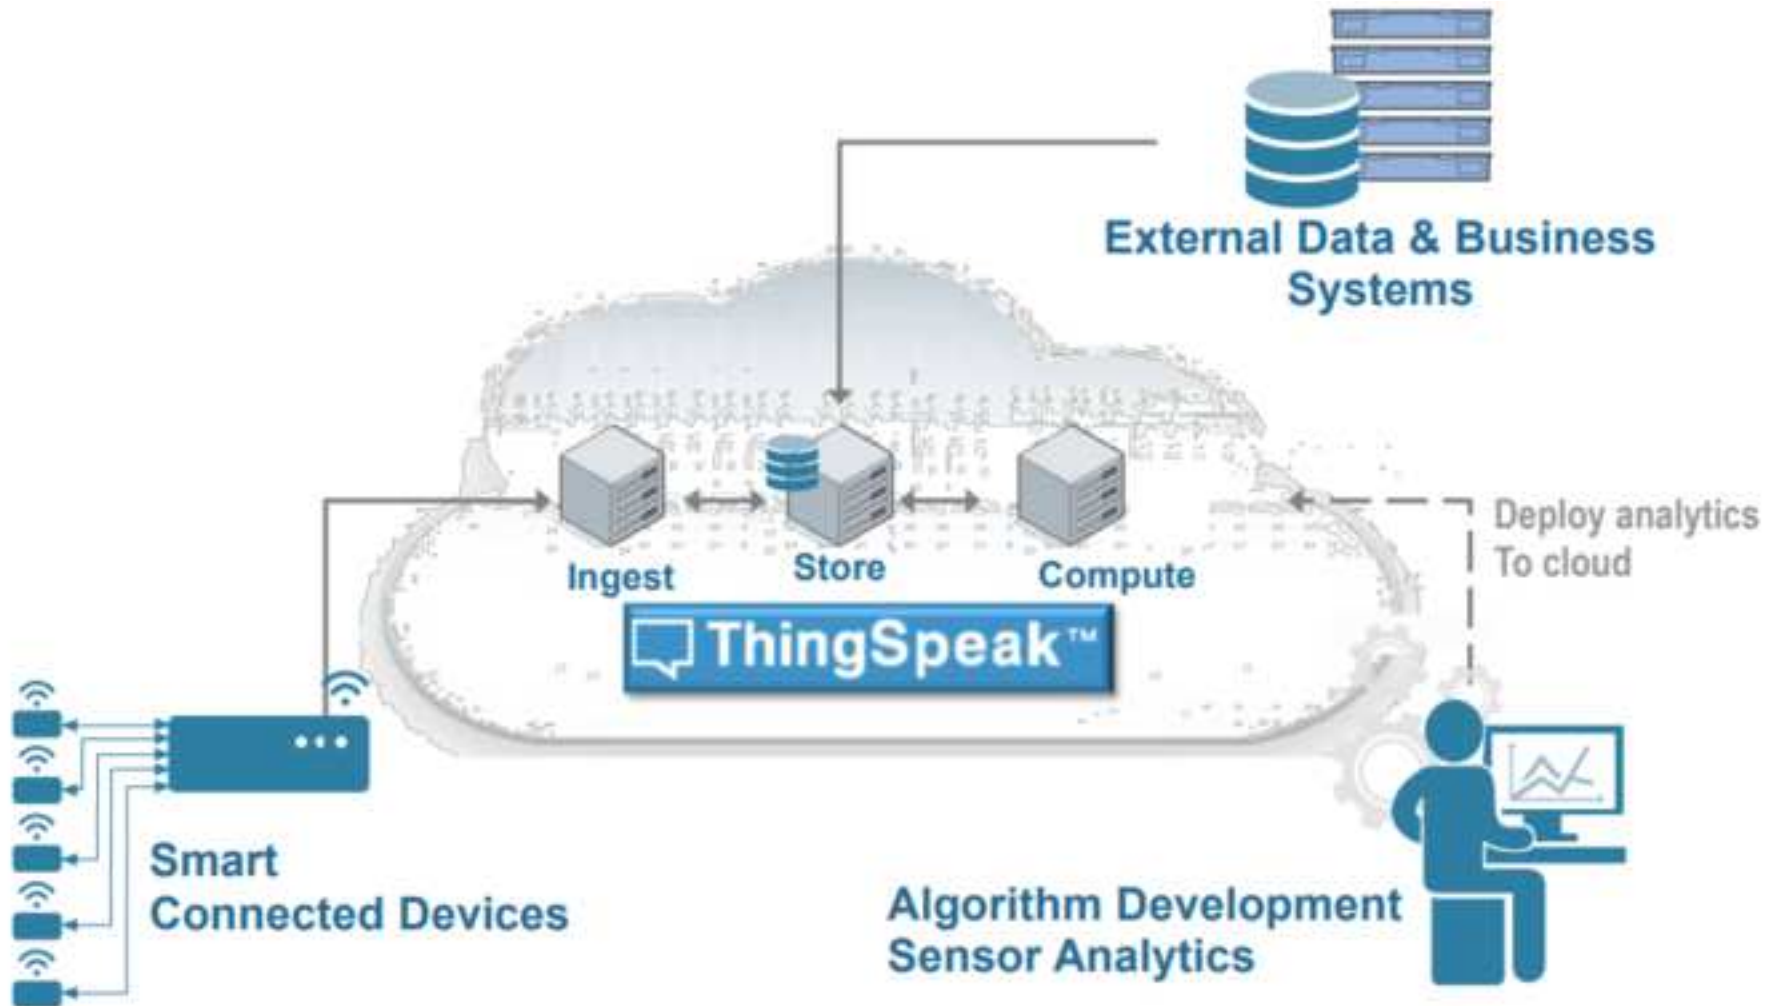 External Data & Business
Systems
Deploy analytics
To cloud
Ingest
Store
Compute
ThingSpeak™
Smart
Connected Devices
Algorithm Development
Sensor Analytics